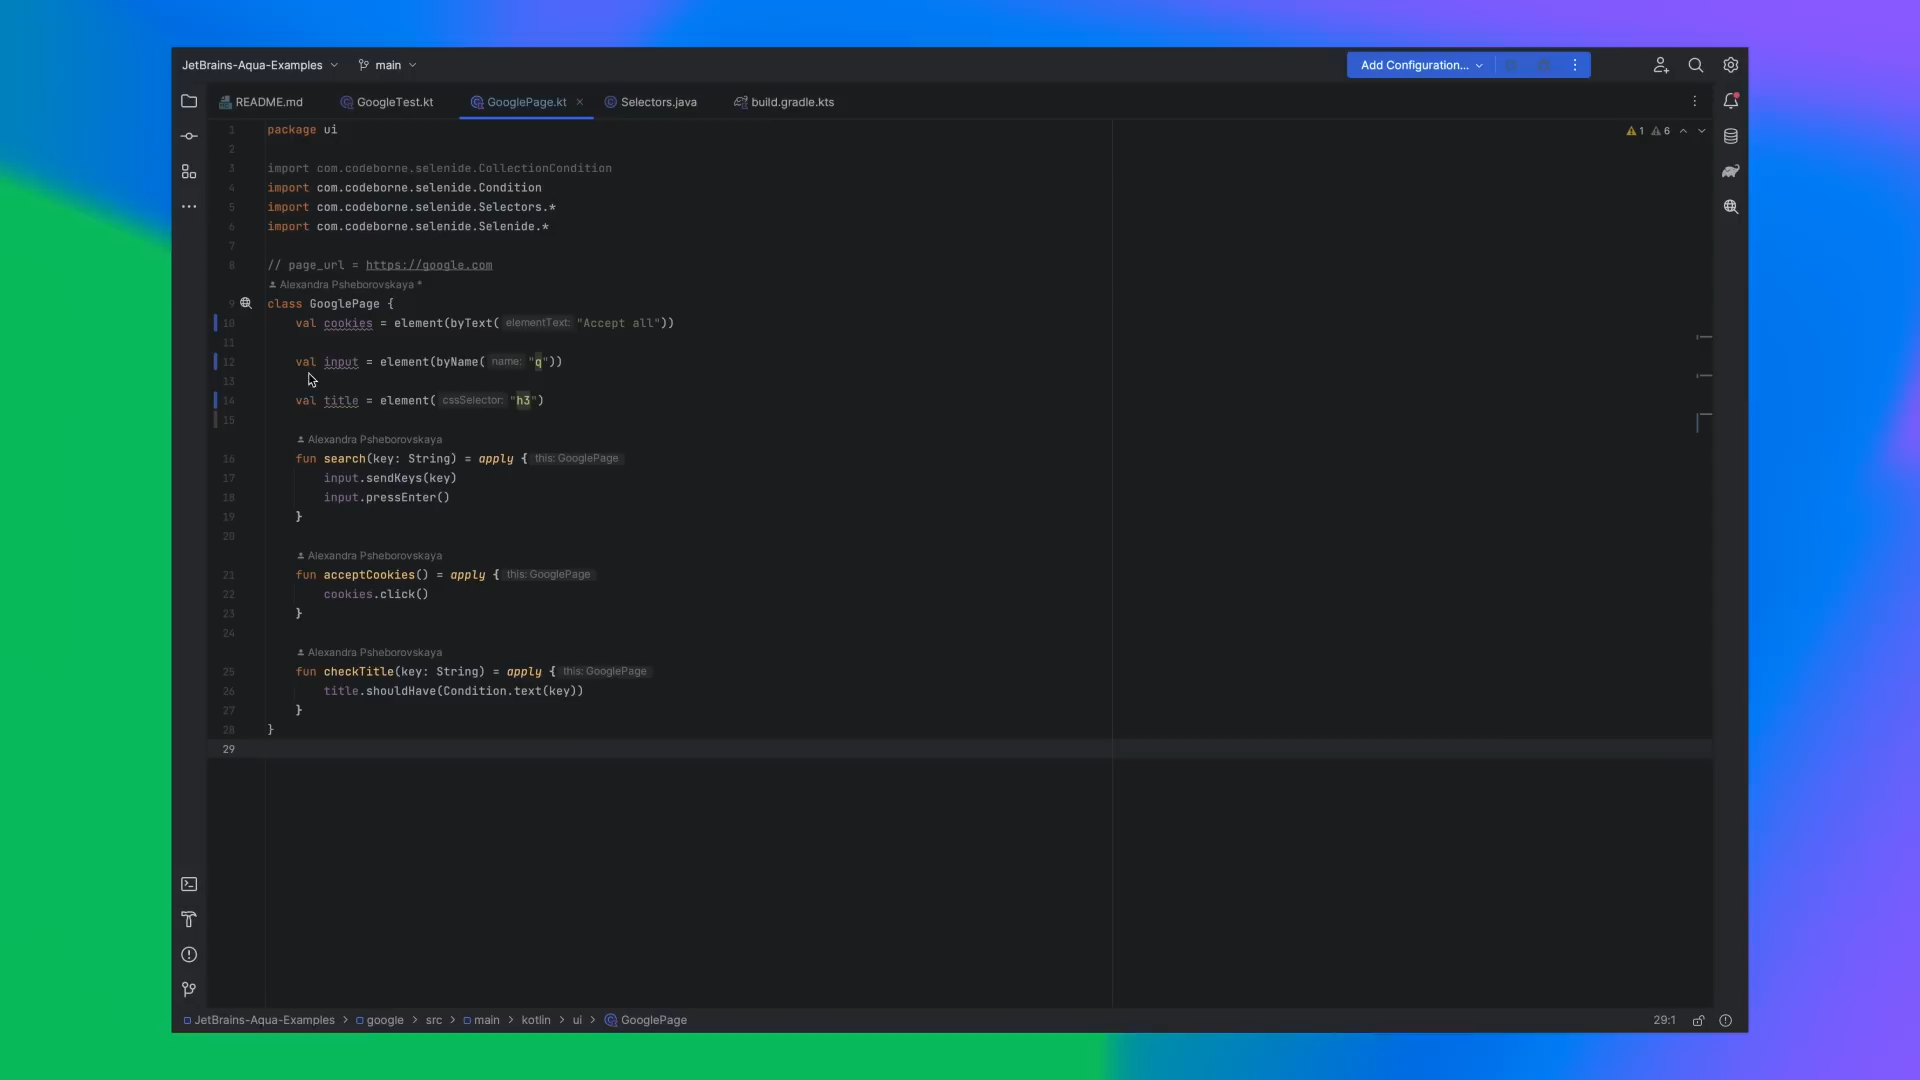 JetBrains-Aqua-Examples main Add Configuration...
README.md GoogleTest.kt GooglePage.kt Selectors.java build.gradle.kts
1 package ui 1 6
2
3 import com.codeborne.selenide.CollectionCondition
4 import com.codeborne.selenide.Condition
5 import com.codeborne.selenide.Selectors.*
6 import com.codeborne.selenide.Selenide.*
7
8 // page_url = https://google.com
Alexandra Psheborovskaya *
9 class GooglePage {
10 val cookies = element(byText( elementText: "Accept all"))
11
12 val input = element(byName( name: "q"))
13
14 val title = element( cssSelector: "h3")
15
Alexandra Psheborovskaya
16 fun search(key: String) = apply { this: GooglePage
17 input.sendKeys(key)
18 input.pressEnter()
19 }
20
Alexandra Psheborovskaya
21 fun acceptCookies() = apply { this: GooglePage
22 cookies.click()
23 }
24
Alexandra Psheborovskaya
25 fun checkTitle(key: String) = apply { this: GooglePage
26 title.shouldHave(Condition.text(key))
27 }
28 }
29
JetBrains-Aqua-Examples > google > src > main > kotlin > ui > GooglePage 29:1